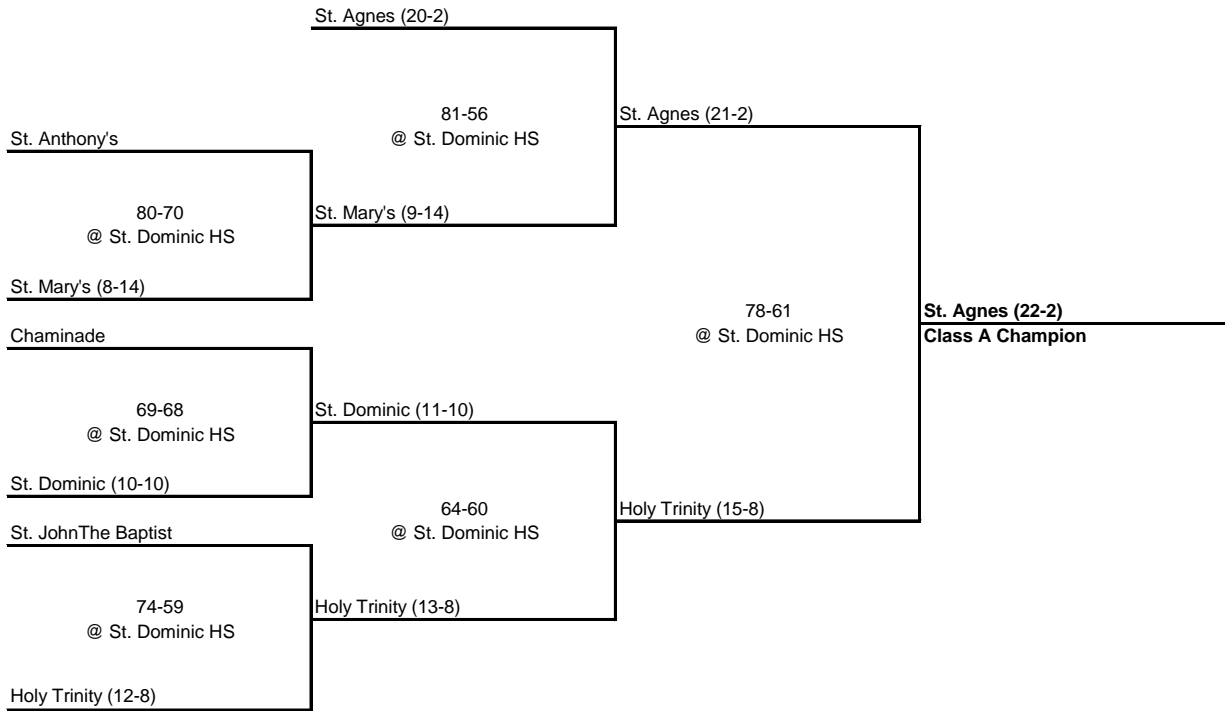 St. Agnes (20-2)
81-56
@ St. Dominic HS
St. Agnes (21-2)
St. Anthony's
80-70
@ St. Dominic HS
St. Mary's (9-14)
St. Mary's (8-14)
78-61
@ St. Dominic HS
St. Agnes (22-2)
Class A Champion
Chaminade
69-68
@ St. Dominic HS
St. Dominic (11-10)
St. Dominic (10-10)
64-60
@ St. Dominic HS
Holy Trinity (15-8)
St. JohnThe Baptist
74-59
@ St. Dominic HS
Holy Trinity (13-8)
Holy Trinity (12-8)